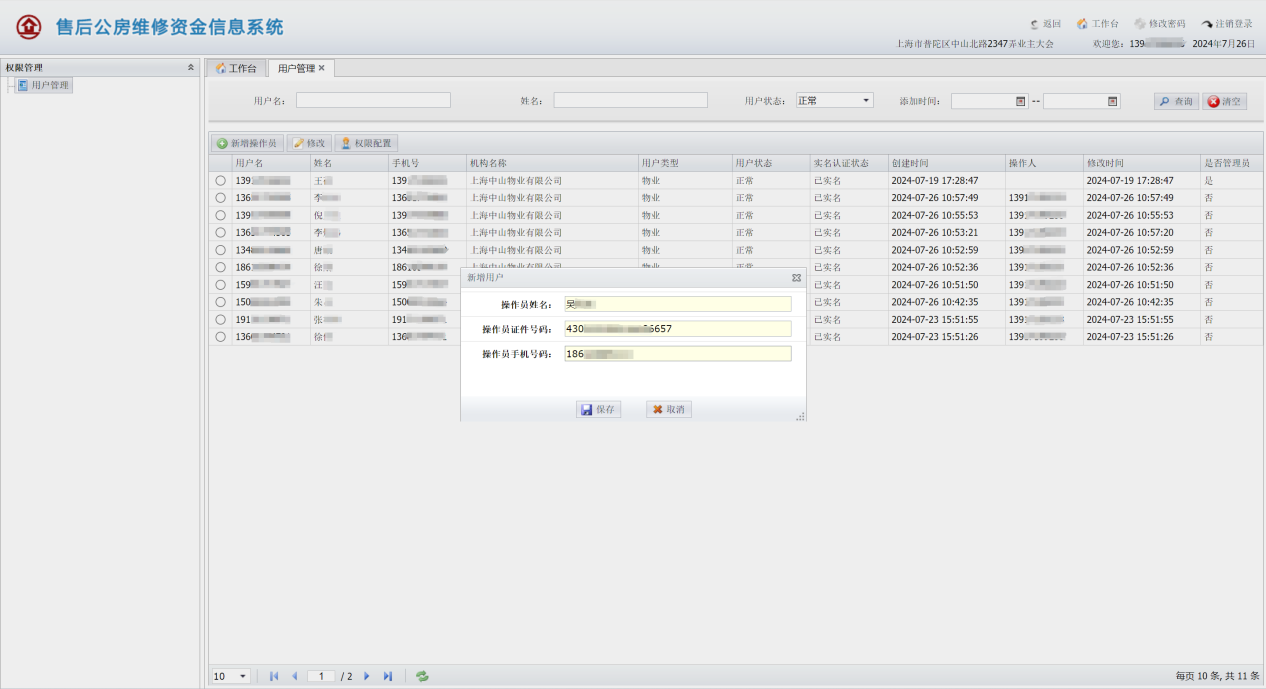 售后公房维修资金信息系统
返回 工作台 修改密码 注销登录
上海市普陀区中山北路2347弄业主大会 欢迎您: 139 2024年7月26日
权限管理
用户管理
工作台 用户管理
用户名: 姓名: 用户状态: 正常 添加时间: -- 查询 清空
新增操作员 修改 权限配置
用户名 姓名 手机号 机构名称 用户类型 用户状态 实名认证状态 创建时间 操作人 修改时间 是否管理员
139 王 139 上海中山物业有限公司 物业 正常 已实名 2024-07-19 17:28:47 2024-07-19 17:28:47 是
136 李 136 上海中山物业有限公司 物业 正常 已实名 2024-07-26 10:57:49 1391 2024-07-26 10:57:49 否
139 倪 139 上海中山物业有限公司 物业 正常 已实名 2024-07-26 10:55:53 1391 2024-07-26 10:55:53 否
136 李 136 上海中山物业有限公司 物业 正常 已实名 2024-07-26 10:53:21 139 2024-07-26 10:57:20 否
134 唐 134 上海中山物业有限公司 物业 正常 已实名 2024-07-26 10:52:59 139 2024-07-26 10:52:59 否
186 徐 186 上海中山物业有限公司 物业 正常 已实名 2024-07-26 10:52:36 139 2024-07-26 10:52:36 否
159 汪 159 已实名 2024-07-26 10:51:50 139 2024-07-26 10:51:50 否
150 朱 150 已实名 2024-07-26 10:42:35 139 2024-07-26 10:42:35 否
191 张 191 已实名 2024-07-23 15:51:55 139 2024-07-23 15:51:55 否
136 徐 136 已实名 2024-07-23 15:51:26 139 2024-07-23 15:51:26 否
新增用户
操作员姓名: 吴
操作员证件号码: 430 6657
操作员手机号码: 186
保存 取消
10 1 / 2 每页 10 条, 共 11 条